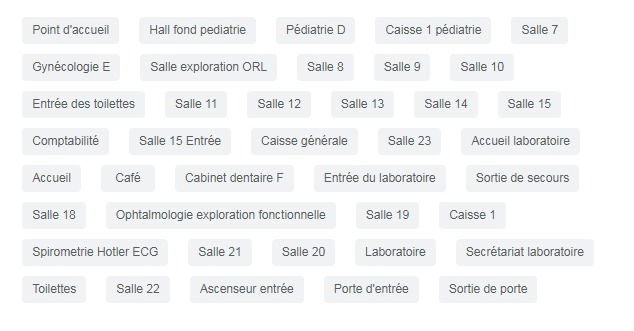 Point d'accueil Hall fond pediatrie Pédiatrie D Caisse 1 pédiatrie Salle 7
Gynécologie E Salle exploration ORL Salle 8 Salle 9 Salle 10
Entrée des toilettes Salle 11 Salle 12 Salle 13 Salle 14 Salle 15
Comptabilité Salle 15 Entrée Caisse générale Salle 23 Accueil laboratoire
Accueil Café Cabinet dentaire F Entrée du laboratoire Sortie de secours
Salle 18 Ophtalmologie exploration fonctionnelle Salle 19 Caisse 1
Spirometrie Hotler ECG Salle 21 Salle 20 Laboratoire Secrétariat laboratoire
Toilettes Salle 22 Ascenseur entrée Porte d'entrée Sortie de porte